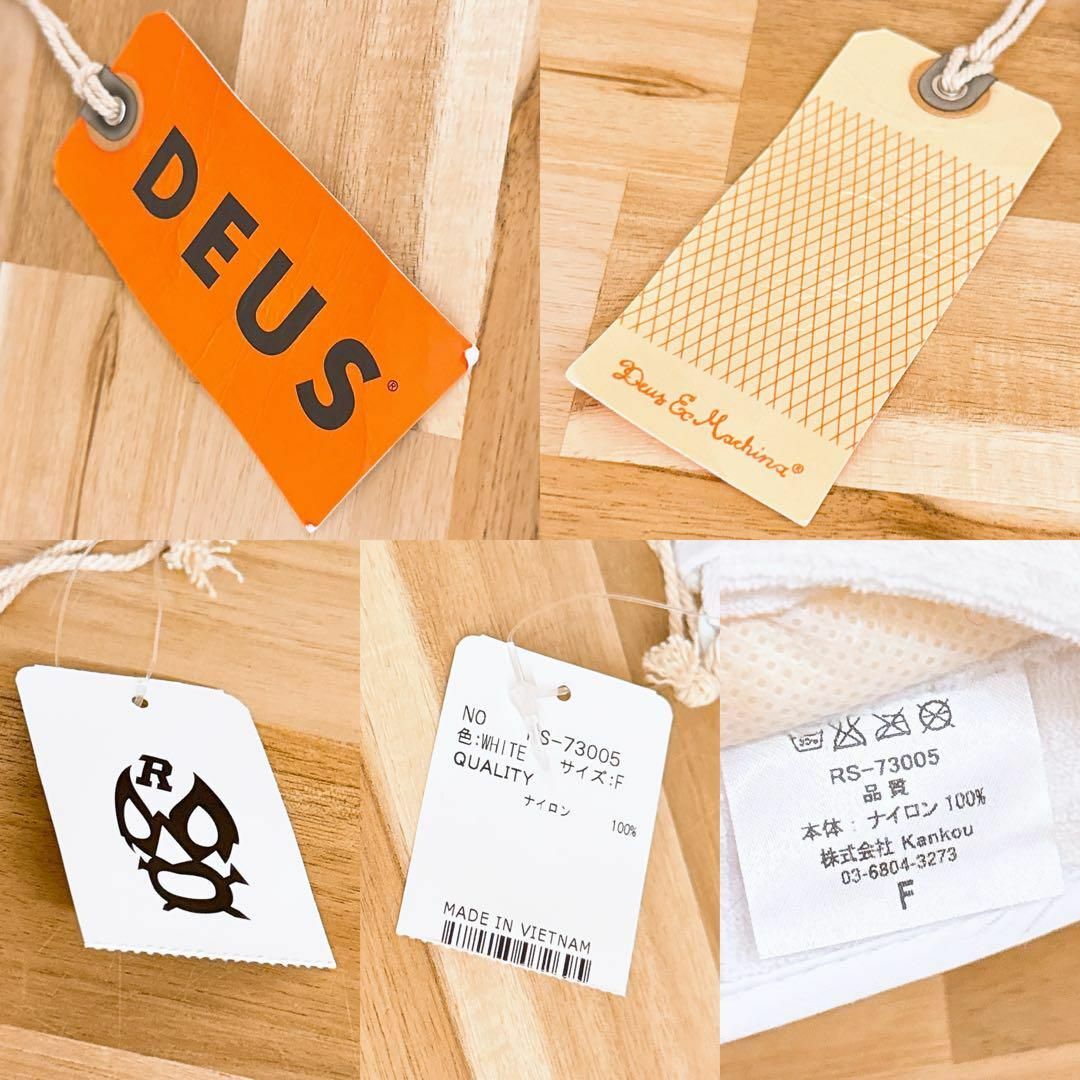 DEUS®
Deus Ex Machina®
R
NO S-73005
色:WHITE サイズ:F
QUALITY
ナイロン 100%
MADE IN VIETNAM
RS-73005
品質
本体: ナイロン 100%
株式会社 Kankou
03-6804-3273
F